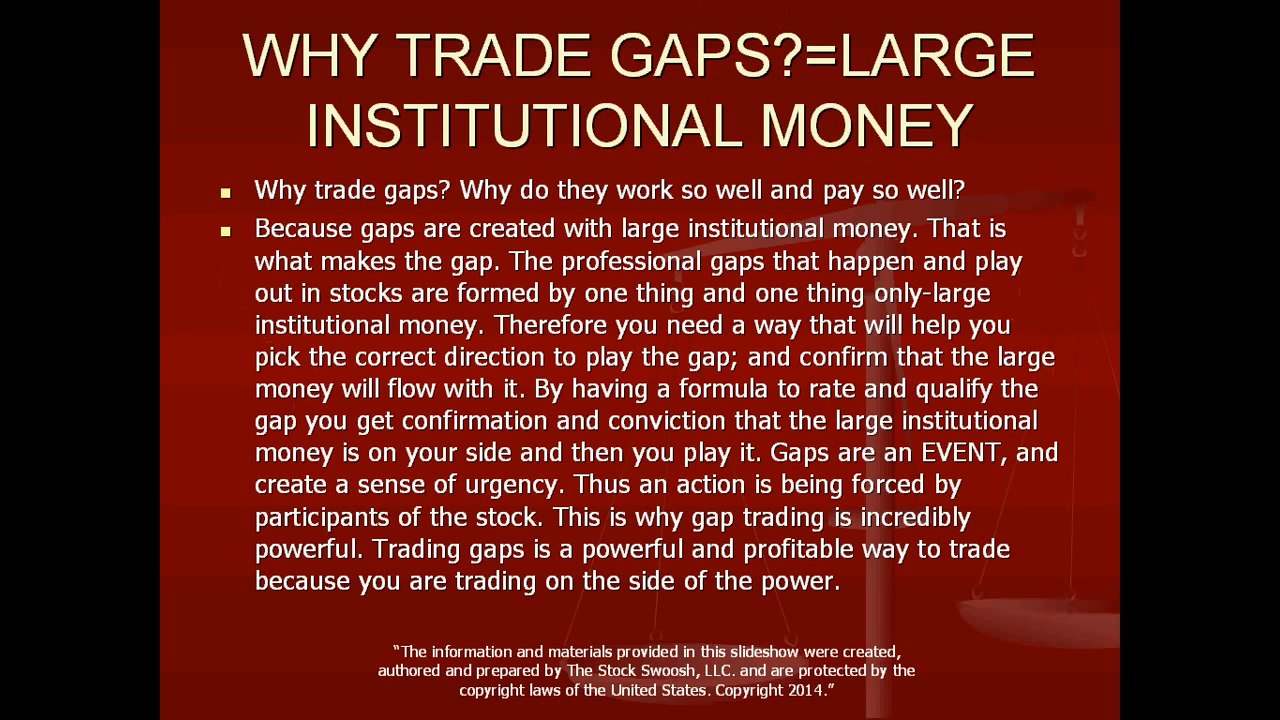 WHY TRADE GAPS?=LARGE
INSTITUTIONAL MONEY
Why trade gaps? Why do they work so well and pay so well?
Because gaps are created with large institutional money. That is
what makes the gap. The professional gaps that happen and play
out in stocks are formed by one thing and one thing only-large
institutional money. Therefore you need a way that will help you
pick the correct direction to play the gap; and confirm that the large
money will flow with it. By having a formula to rate and qualify the
gap you get confirmation and conviction that the large institutional
money is on your side and then you play it. Gaps are an EVENT, and
create a sense of urgency. Thus an action is being forced by
participants of the stock. This is why gap trading is incredibly
powerful. Trading gaps is a powerful and profitable way to trade
because you are trading on the side of the power.
“The information and materials provided in this slideshow were created,
authored and prepared by The Stock Swoosh, LLC. and are protected by the
copyright laws of the United States. Copyright 2014.”